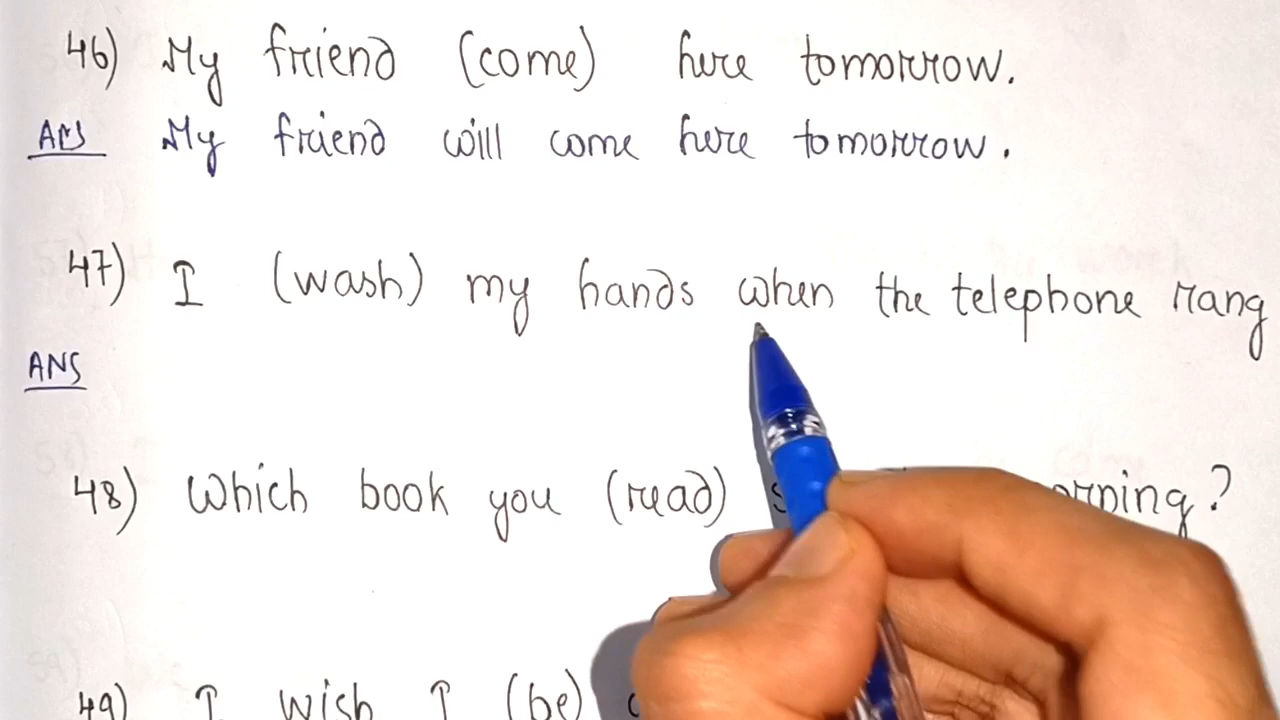 46) My friend (come) here tomorrow.
ANS My friend will come here tomorrow.
47) I (wash) my hands when the telephone rang
ANS
48) Which book you (read) ?
49) I wish I (be)